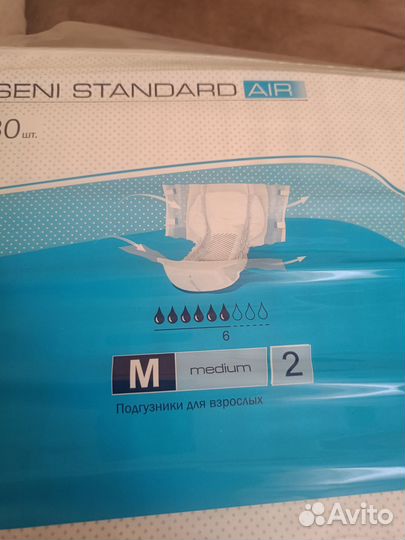 SENI STANDARD AIR
30 шт.
6
M medium 2
Подгузники для взрослых
Avito